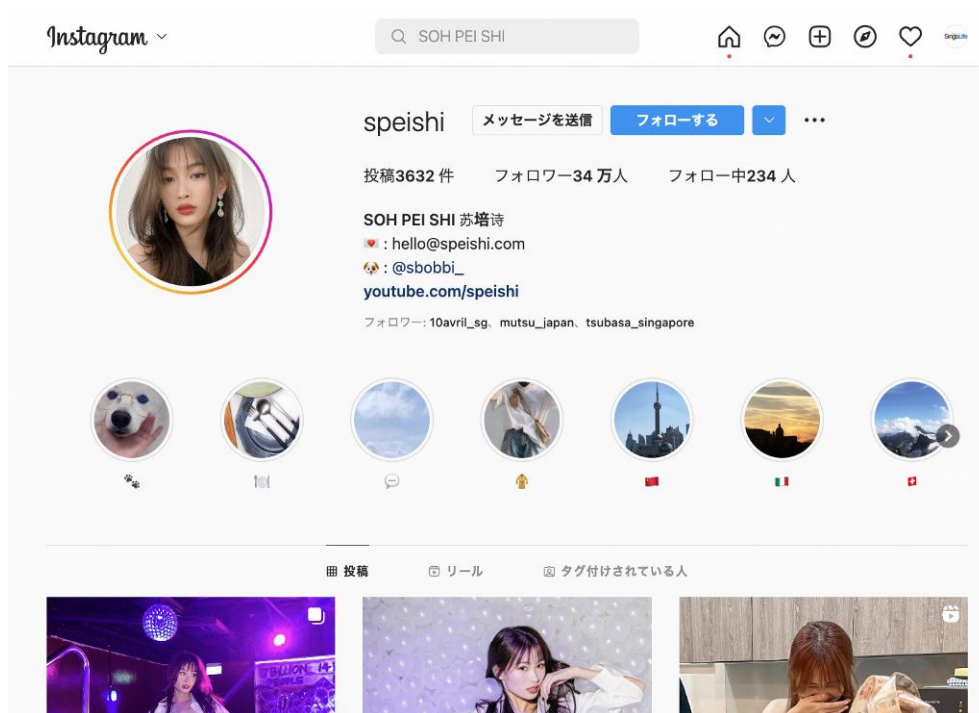 Instagram
SOH PEI SHI
speishi メッセージを送信 フォローする
投稿3632 件 フォロワー34 万人 フォロー中234 人
SOH PEI SHI 苏培诗
: hello@speishi.com
: @sbobbi_
youtube.com/speishi
フォロワー: 10avril_sg、mutsu_japan、tsubasa_singapore
投稿 リール タグ付けされている人